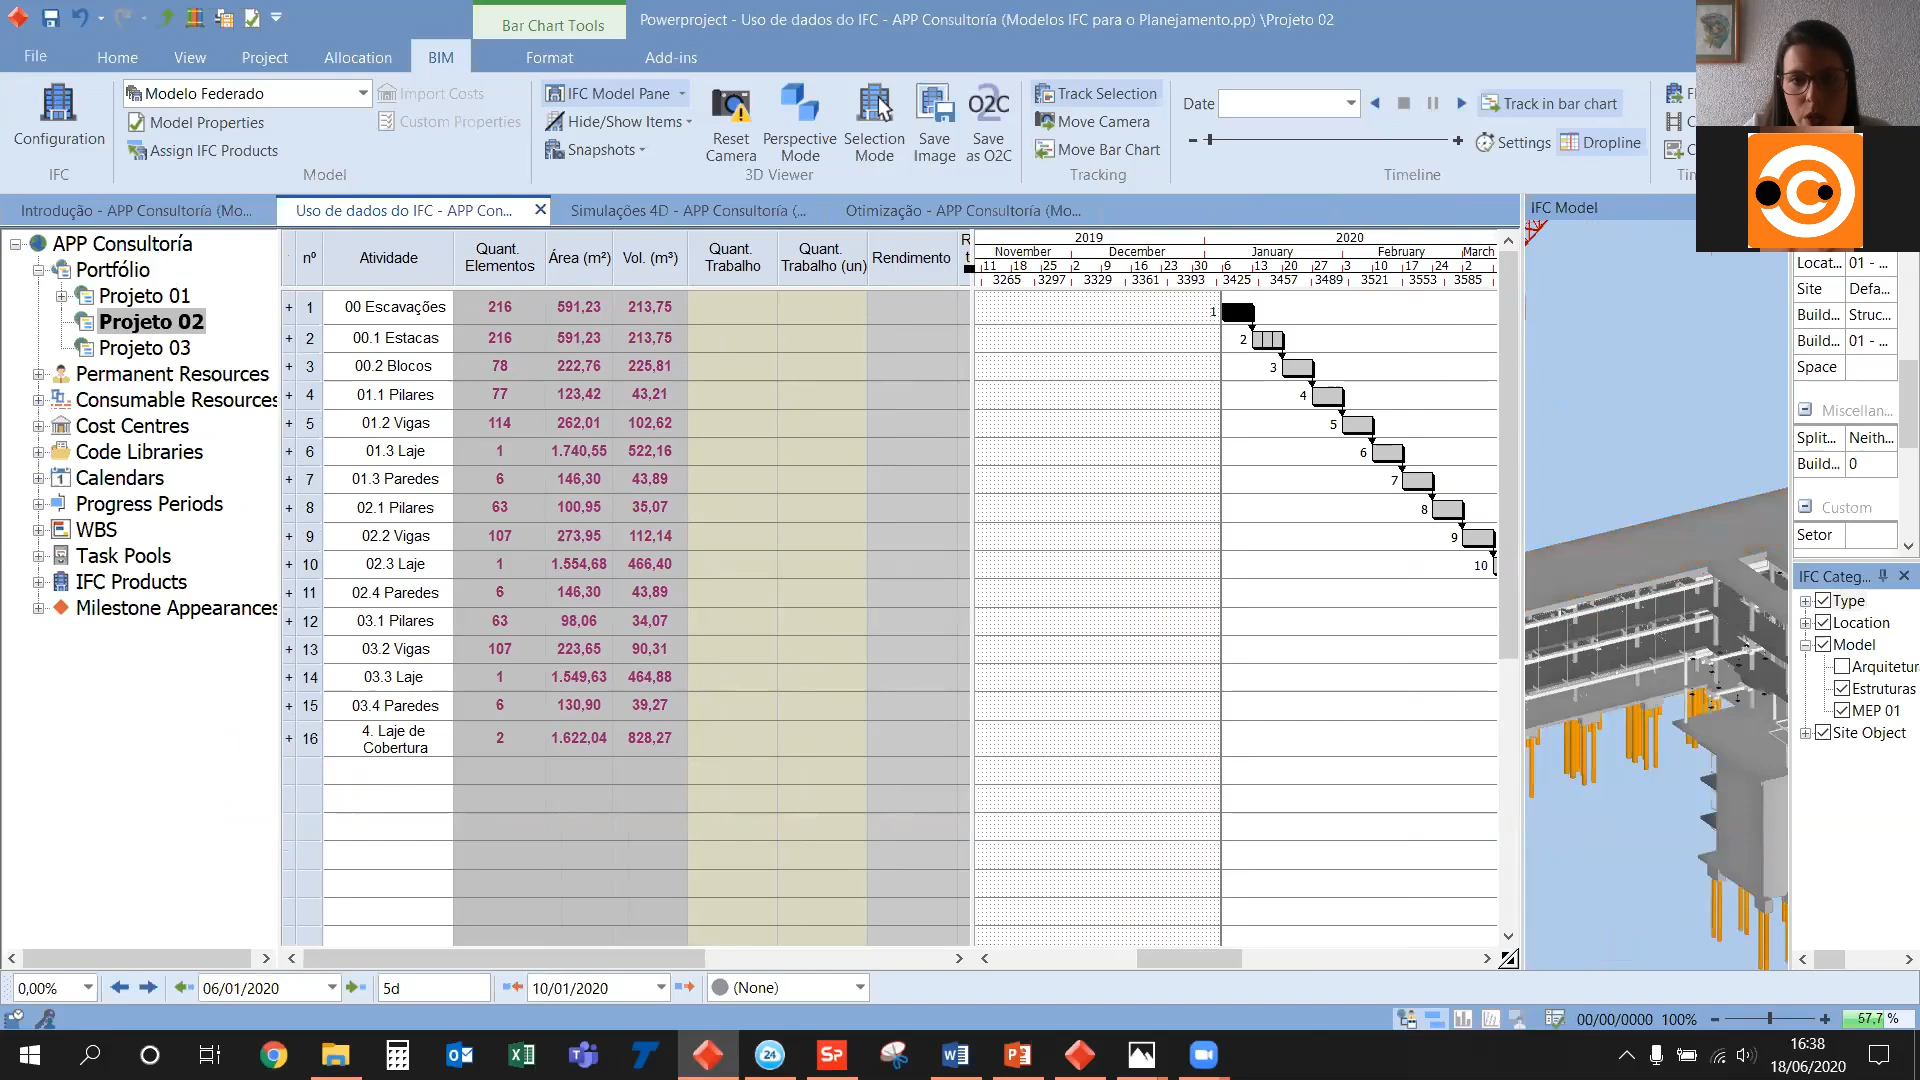 Bar Chart Tools
Powerproject - Uso de dados do IFC - APP Consultoría (Modelos IFC para o Planejamento.pp) \Projeto 02
File
Home
View
Project
Allocation
BIM
Format
Add-ins
Configuration
IFC
Modelo Federado
Model Properties
Assign IFC Products
Import Costs
Custom Properties
Model
IFC Model Pane
Hide/Show Items
Snapshots
Reset Camera
Perspective Mode
Selection Mode
Save Image
O2C
Save as O2C
3D Viewer
Track Selection
Move Camera
Move Bar Chart
Tracking
Date
Track in bar chart
Settings
Dropline
Timeline
Introdução - APP Consultoría (Mo...
Uso de dados do IFC - APP Con...
Simulações 4D - APP Consultoría (...
Otimização - APP Consultoría (Mo...
IFC Model
APP Consultoría
Portfólio
Projeto 01
Projeto 02
Projeto 03
Permanent Resources
Consumable Resources
Cost Centres
Code Libraries
Calendars
Progress Periods
WBS
Task Pools
IFC Products
Milestone Appearances
nº Atividade Quant. Elementos Área (m²) Vol. (m³) Quant. Trabalho Quant. Trabalho (un) Rendimento
1 00 Escavações 216 591,23 213,75
2 00.1 Estacas 216 591,23 213,75
3 00.2 Blocos 78 222,76 225,81
4 01.1 Pilares 77 123,42 43,21
5 01.2 Vigas 114 262,01 102,62
6 01.3 Laje 1 1.740,55 522,16
7 01.3 Paredes 6 146,30 43,89
8 02.1 Pilares 63 100,95 35,07
9 02.2 Vigas 107 273,95 112,14
10 02.3 Laje 1 1.554,68 466,40
11 02.4 Paredes 6 146,30 43,89
12 03.1 Pilares 63 98,06 34,07
13 03.2 Vigas 107 223,65 90,31
14 03.3 Laje 1 1.549,63 464,88
15 03.4 Paredes 6 130,90 39,27
16 4. Laje de Cobertura 2 1.622,04 828,27
2019 2020
November December January February March
11 18 25 2 9 16 23 30 6 13 20 27 3 10 17 24 2
3265 3297 3329 3361 3393 3425 3457 3489 3521 3553 3585
1
2
3
4
5
6
7
8
9
10
Locat... 01 - ...
Site Defa...
Build... Struc...
Build... 01 - ...
Space
Miscellan...
Split... Neith...
Build... 0
Custom
Setor
IFC Categ...
Type
Location
Model
Arquitetur
Estruturas
MEP 01
Site Object
0,00%
06/01/2020
5d
10/01/2020
(None)
00/00/0000 100%
57,7 %
16:38
18/06/2020